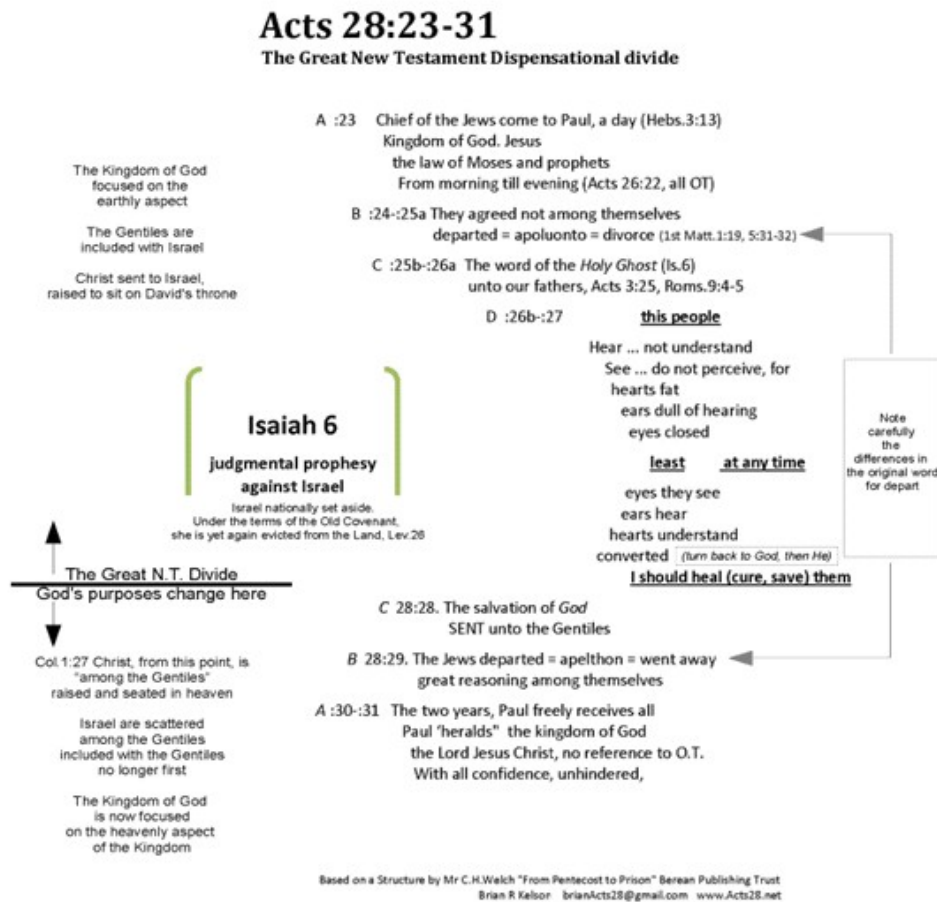 Acts 28:23-31
The Great New Testament Dispensational divide
A :23 Chief of the Jews come to Paul, a day (Hebs.3:13)
Kingdom of God. Jesus
the law of Moses and prophets
From morning till evening (Acts 26:22, all OT)
The Kingdom of God
focused on the
earthly aspect
The Gentiles are
included with Israel
Christ sent to Israel,
raised to sit on David's throne
B :24-:25a They agreed not among themselves
departed = apoluonto = divorce (1st Matt.1:19, 5:31-32)
C :25b-:26a The word of the Holy Ghost (Is.6)
unto our fathers, Acts 3:25, Roms.9:4-5
D :26b-:27 this people
Hear ... not understand
See ... do not perceive, for
hearts fat
ears dull of hearing
eyes closed
least at any time
eyes they see
ears hear
hearts understand
converted (turn back to God, then He)
I should heal (cure, save) them
Note
carefully
the
differences in
the original word
for depart
Isaiah 6
judgmental prophesy
against Israel
Israel nationally set aside.
Under the terms of the Old Covenant,
she is yet again evicted from the Land, Lev.26
The Great N.T. Divide
God's purposes change here
C 28:28. The salvation of God
SENT unto the Gentiles
B 28:29. The Jews departed = apelthon = went away
great reasoning among themselves
A :30-:31 The two years, Paul freely receives all
Paul 'heralds" the kingdom of God
the Lord Jesus Christ, no reference to O.T.
With all confidence, unhindered,
Col.1:27 Christ, from this point, is
"among the Gentiles"
raised and seated in heaven
Israel are scattered
among the Gentiles
included with the Gentiles
no longer first
The Kingdom of God
is now focused
on the heavenly aspect
of the Kingdom
Based on a Structure by Mr C.H.Welch "From Pentecost to Prison" Berean Publishing Trust
Brian R Kelsor brianActs28@gmail.com www.Acts28.net